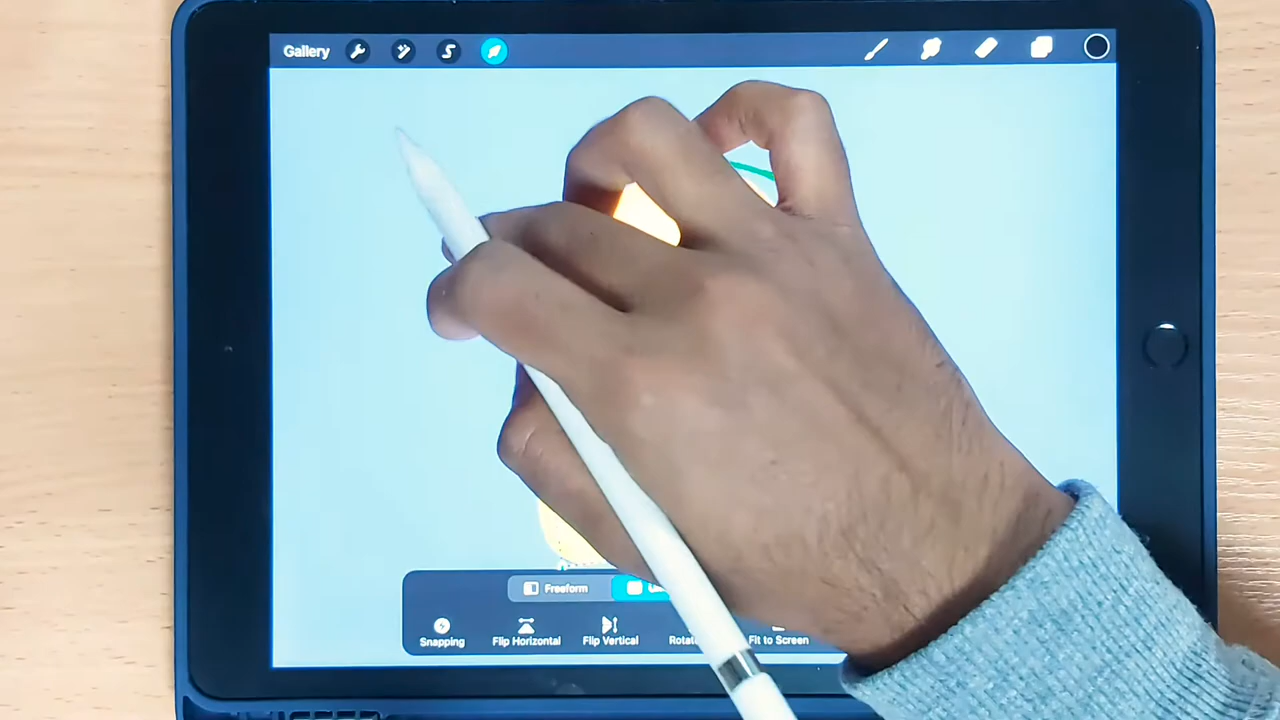 Gallery
Freeform
Snapping Flip Horizontal Flip Vertical Fit to Screen